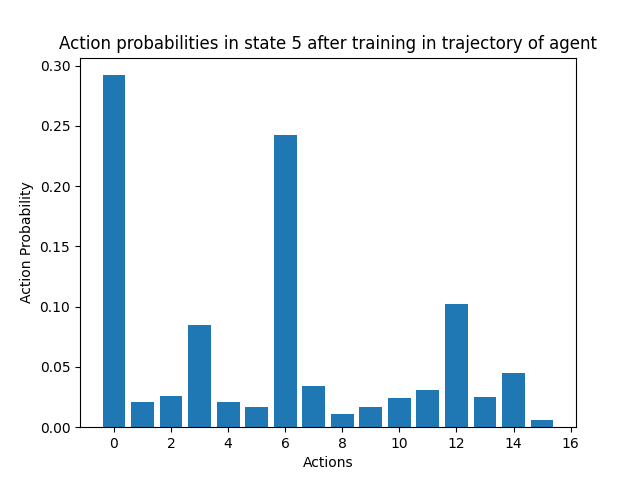 Action probabilities in state 5 after training in trajectory of agent
0.30
0.25
0.20
0.15
0.10
0.05
0.00
Action Probability
0 2 4 6 8 10 12 14 16
Actions